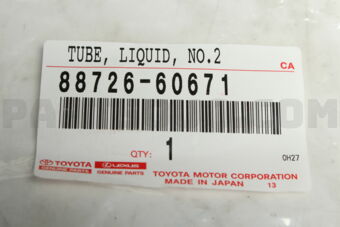 TUBE, LIQUID, NO.2
CA
88726-60671
QTY: 1
0H27
TOYOTA GENUINE PARTS
LEXUS GENUINE PARTS
TOYOTA MOTOR CORPORATION
MADE IN JAPAN 13